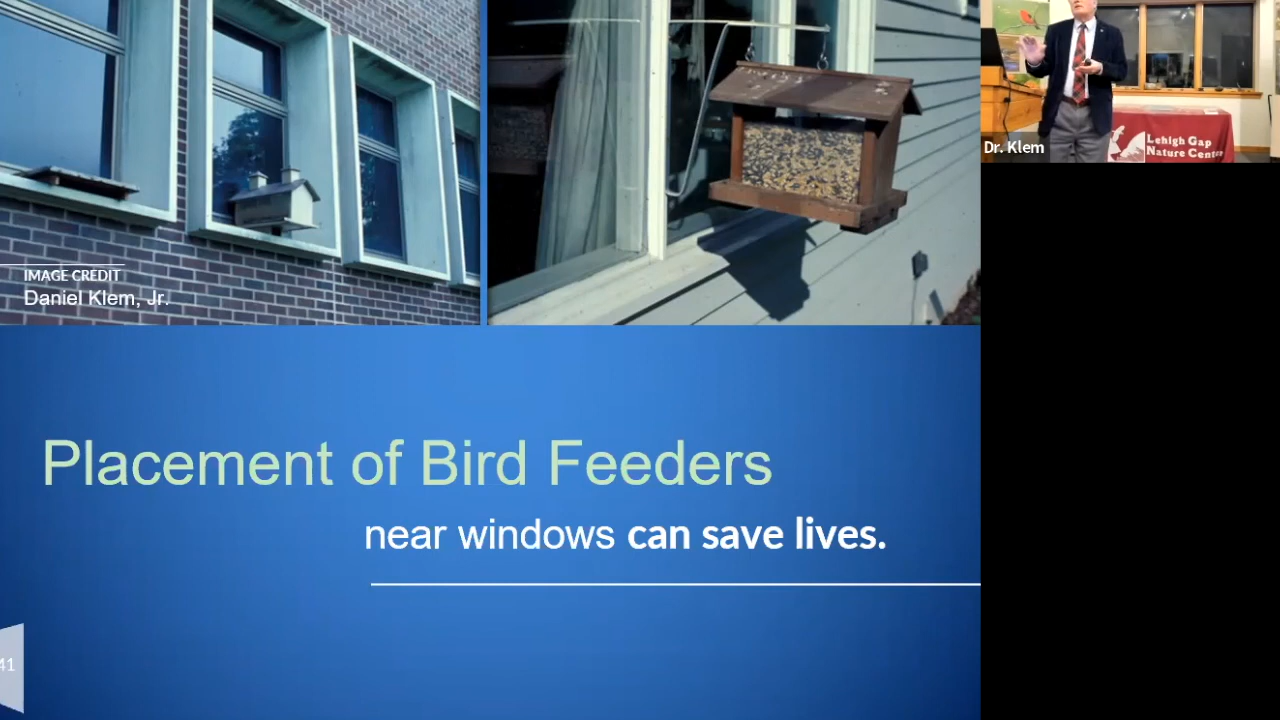 IMAGE CREDIT
Daniel Klem, Jr.
Placement of Bird Feeders
near windows can save lives.
41
Dr. Klem
Lehigh Gap
Nature Center